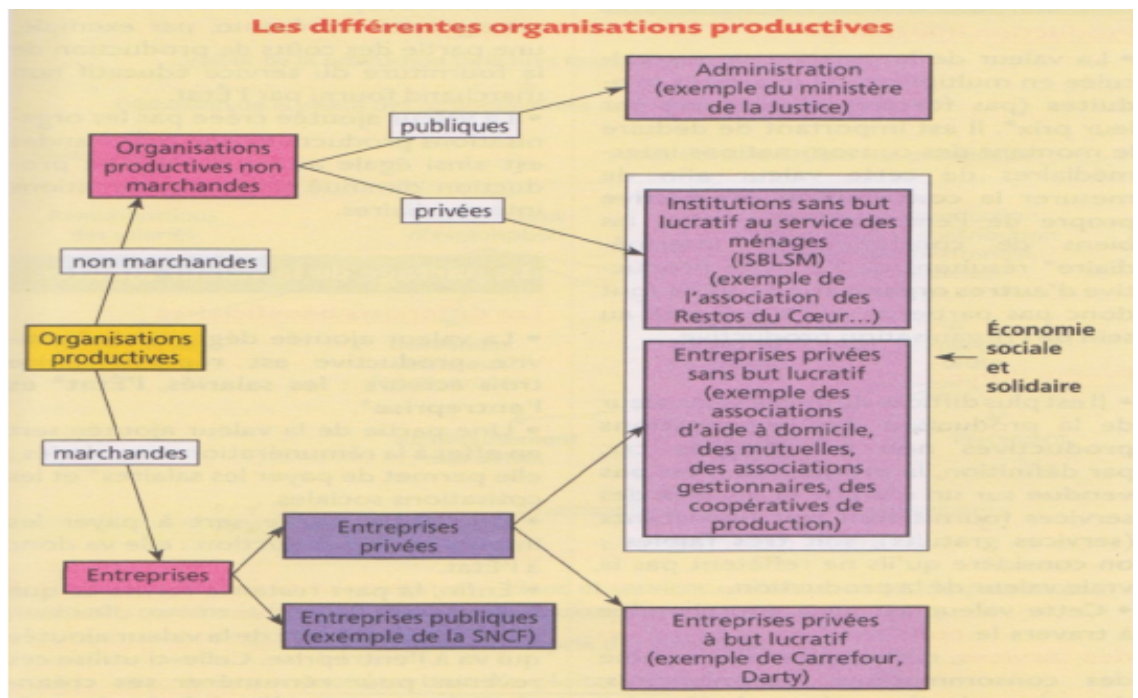 Les différentes organisations productives
Administration
(exemple du ministère
de la Justice)
publiques
Organisations
productives non
marchandes
privées
Institutions sans but
lucratif au service des
ménages
(ISBLSM)
(exemple de
l'association des
Restos du Cœur...)
non marchandes
Organisations
productives
Économie
sociale
et
solidaire
Entreprises privées
sans but lucratif
(exemple des
associations
d'aide à domicile,
des mutuelles,
des associations
gestionnaires, des
coopératives de
production)
marchandes
Entreprises
privées
Entreprises
Entreprises publiques
(exemple de la SNCF)
Entreprises privées
à but lucratif
(exemple de Carrefour,
Darty)